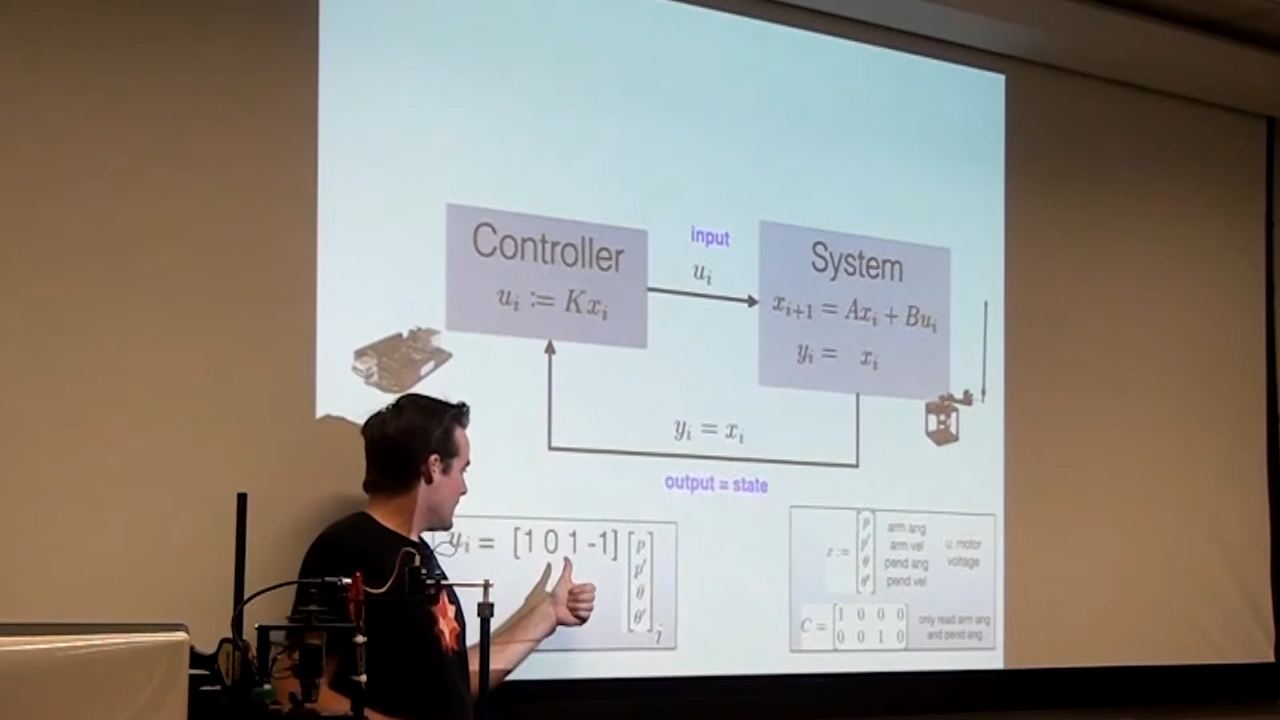 Controller
u_i := Kx_i
input
u_i
System
x_{i+1} = Ax_i + Bu_i
y_i = x_i
y_i = x_i
output = state
y_i = [1 0 1 -1] [p p' θ θ']_i
x := [p p' θ θ']
arm ang
arm vel
pend ang
pend vel
u: motor
voltage
C = [1 0 0 0
0 0 1 0]
only read arm ang
and pend ang